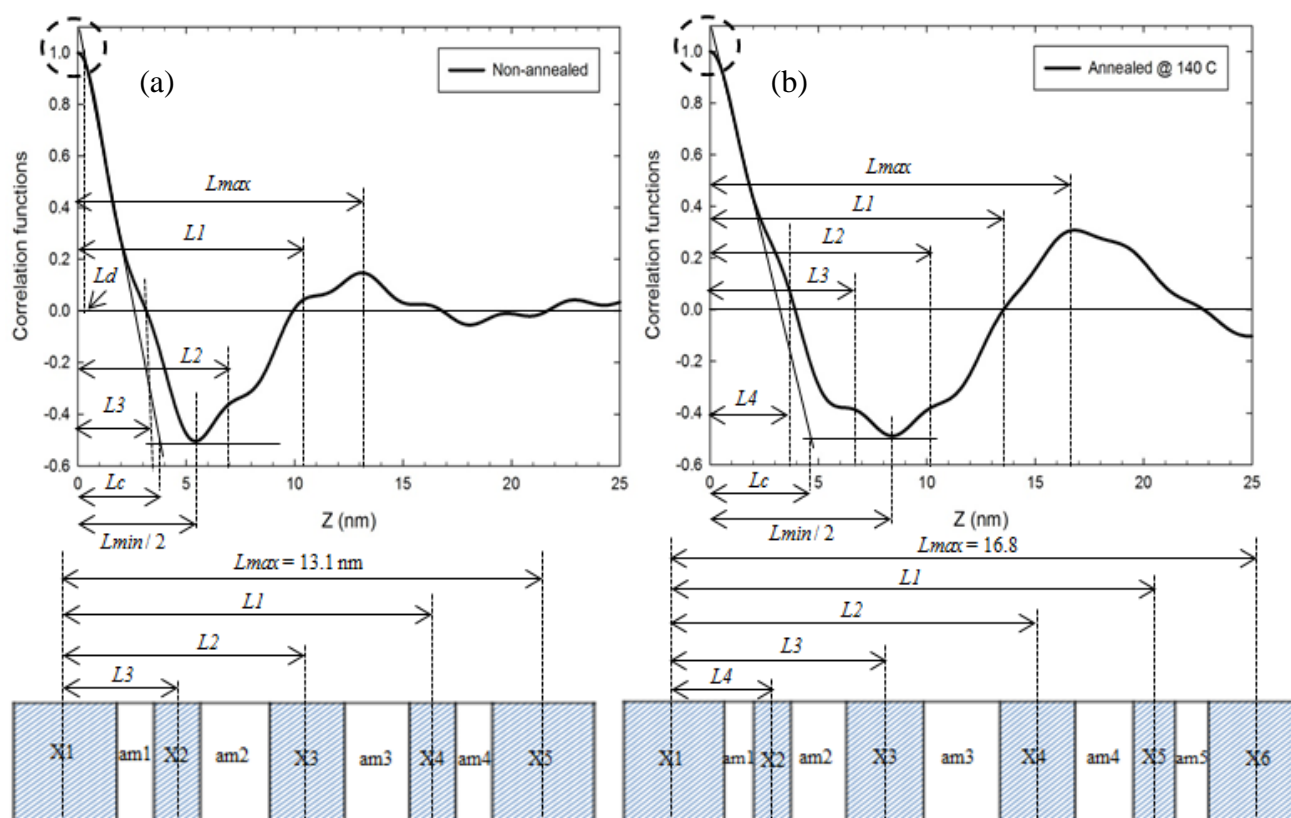 (a)
Non-annealed
Correlation functions
1.0
0.8
0.6
0.4
0.2
0.0
-0.2
-0.4
-0.6
Lmax
L1
Ld
L2
L3
Lc
Lmin/2
0 5 10 15 20 25
Z (nm)
Lmax = 13.1 nm
L1
L2
L3
X1 am1 X2 am2 X3 am3 X4 am4 X5
(b)
Annealed @ 140 C
Correlation functions
1.0
0.8
0.6
0.4
0.2
0.0
-0.2
-0.4
-0.6
Lmax
L1
L2
L3
L4
Lc
Lmin/2
0 5 10 15 20 25
Z (nm)
Lmax = 16.8
L1
L2
L3
L4
X1 am1 X2 am2 X3 am3 X4 am4 X5 am5 X6